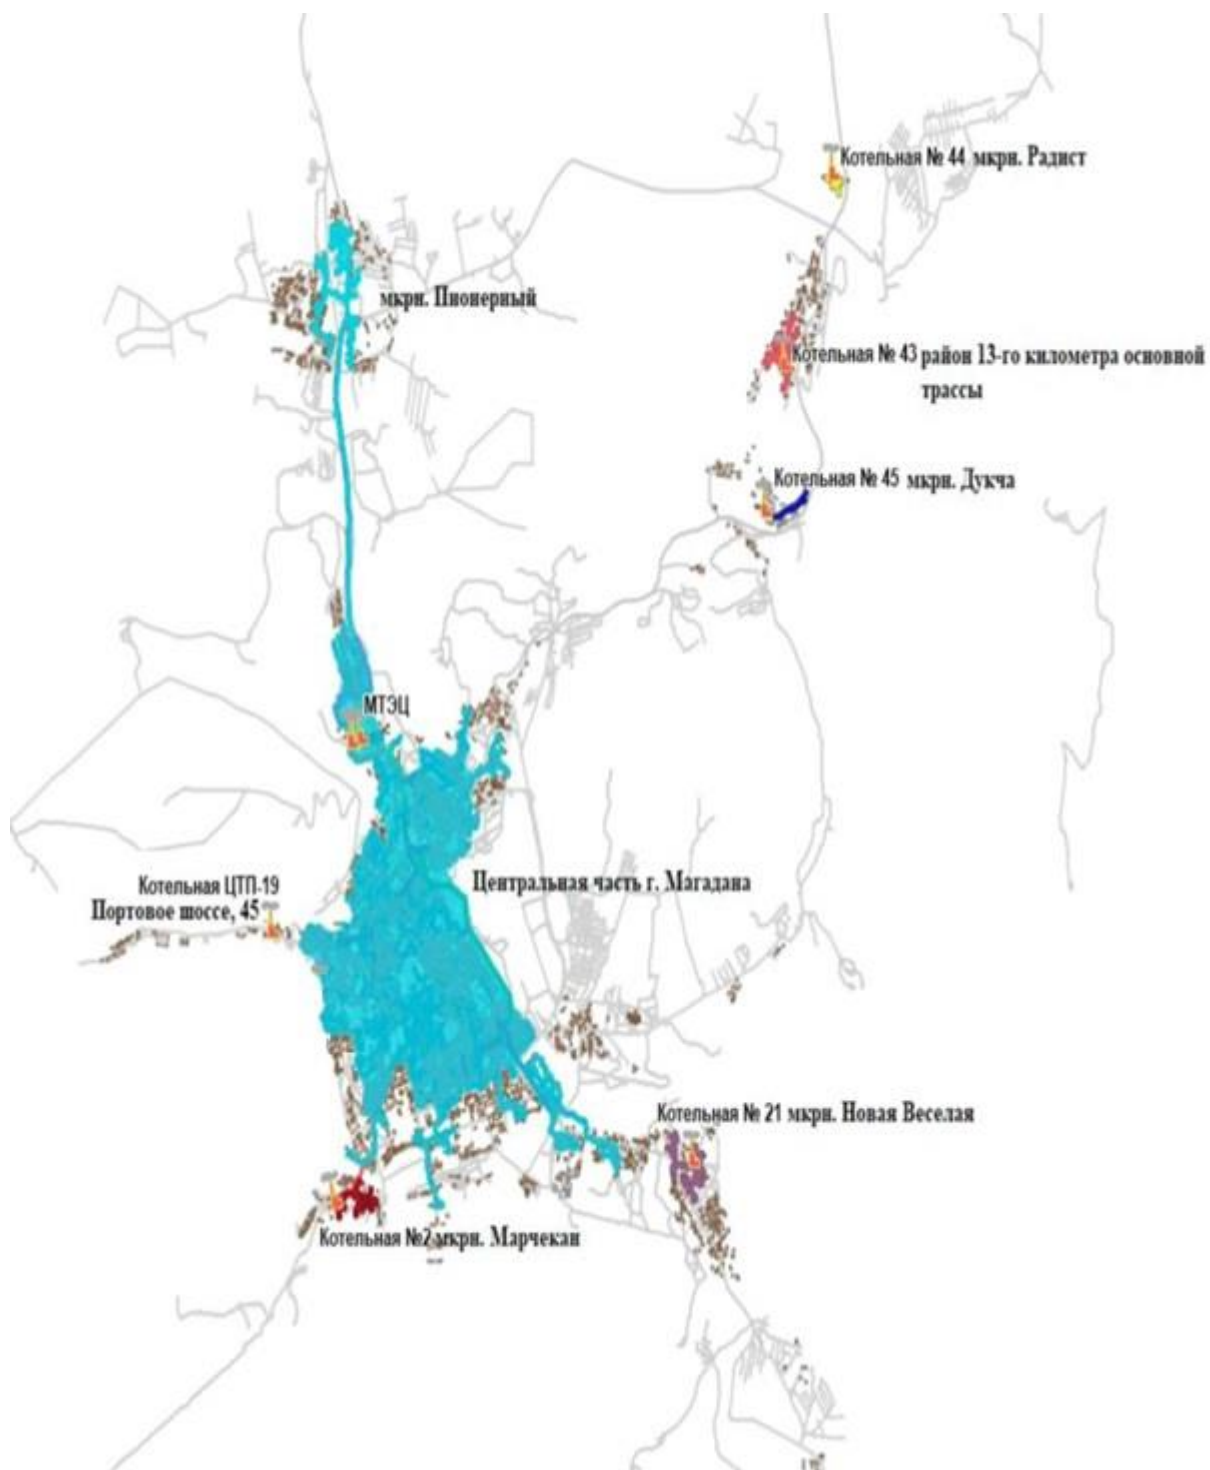 Котельная № 44 мкрн. Радист
мкрн. Пионерный
Котельная № 43 район 13-го километра основной
трассы
Котельная № 45 мкрн. Дукча
МТЭЦ
Котельная ЦТП-19
Портовое шоссе, 45
Центральная часть г. Магадана
Котельная № 21 мкрн. Новая Веселая
Котельная №2 мкрн. Марчекан